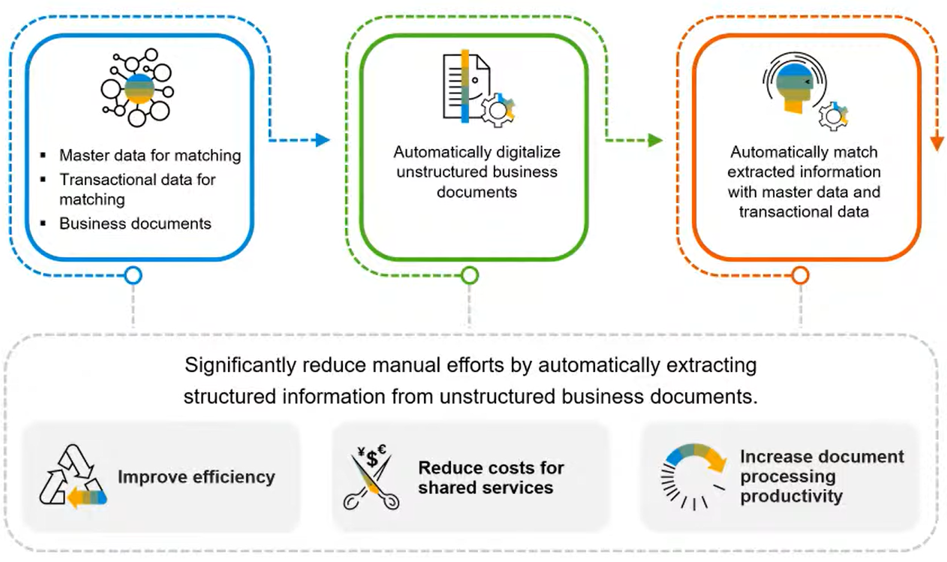 Master data for matching
Transactional data for
matching
Business documents
Automatically digitalize
unstructured business
documents
Automatically match
extracted information
with master data and
transactional data
Significantly reduce manual efforts by automatically extracting
structured information from unstructured business documents.
Improve efficiency
¥$€
Reduce costs for
shared services
Increase document
processing
productivity